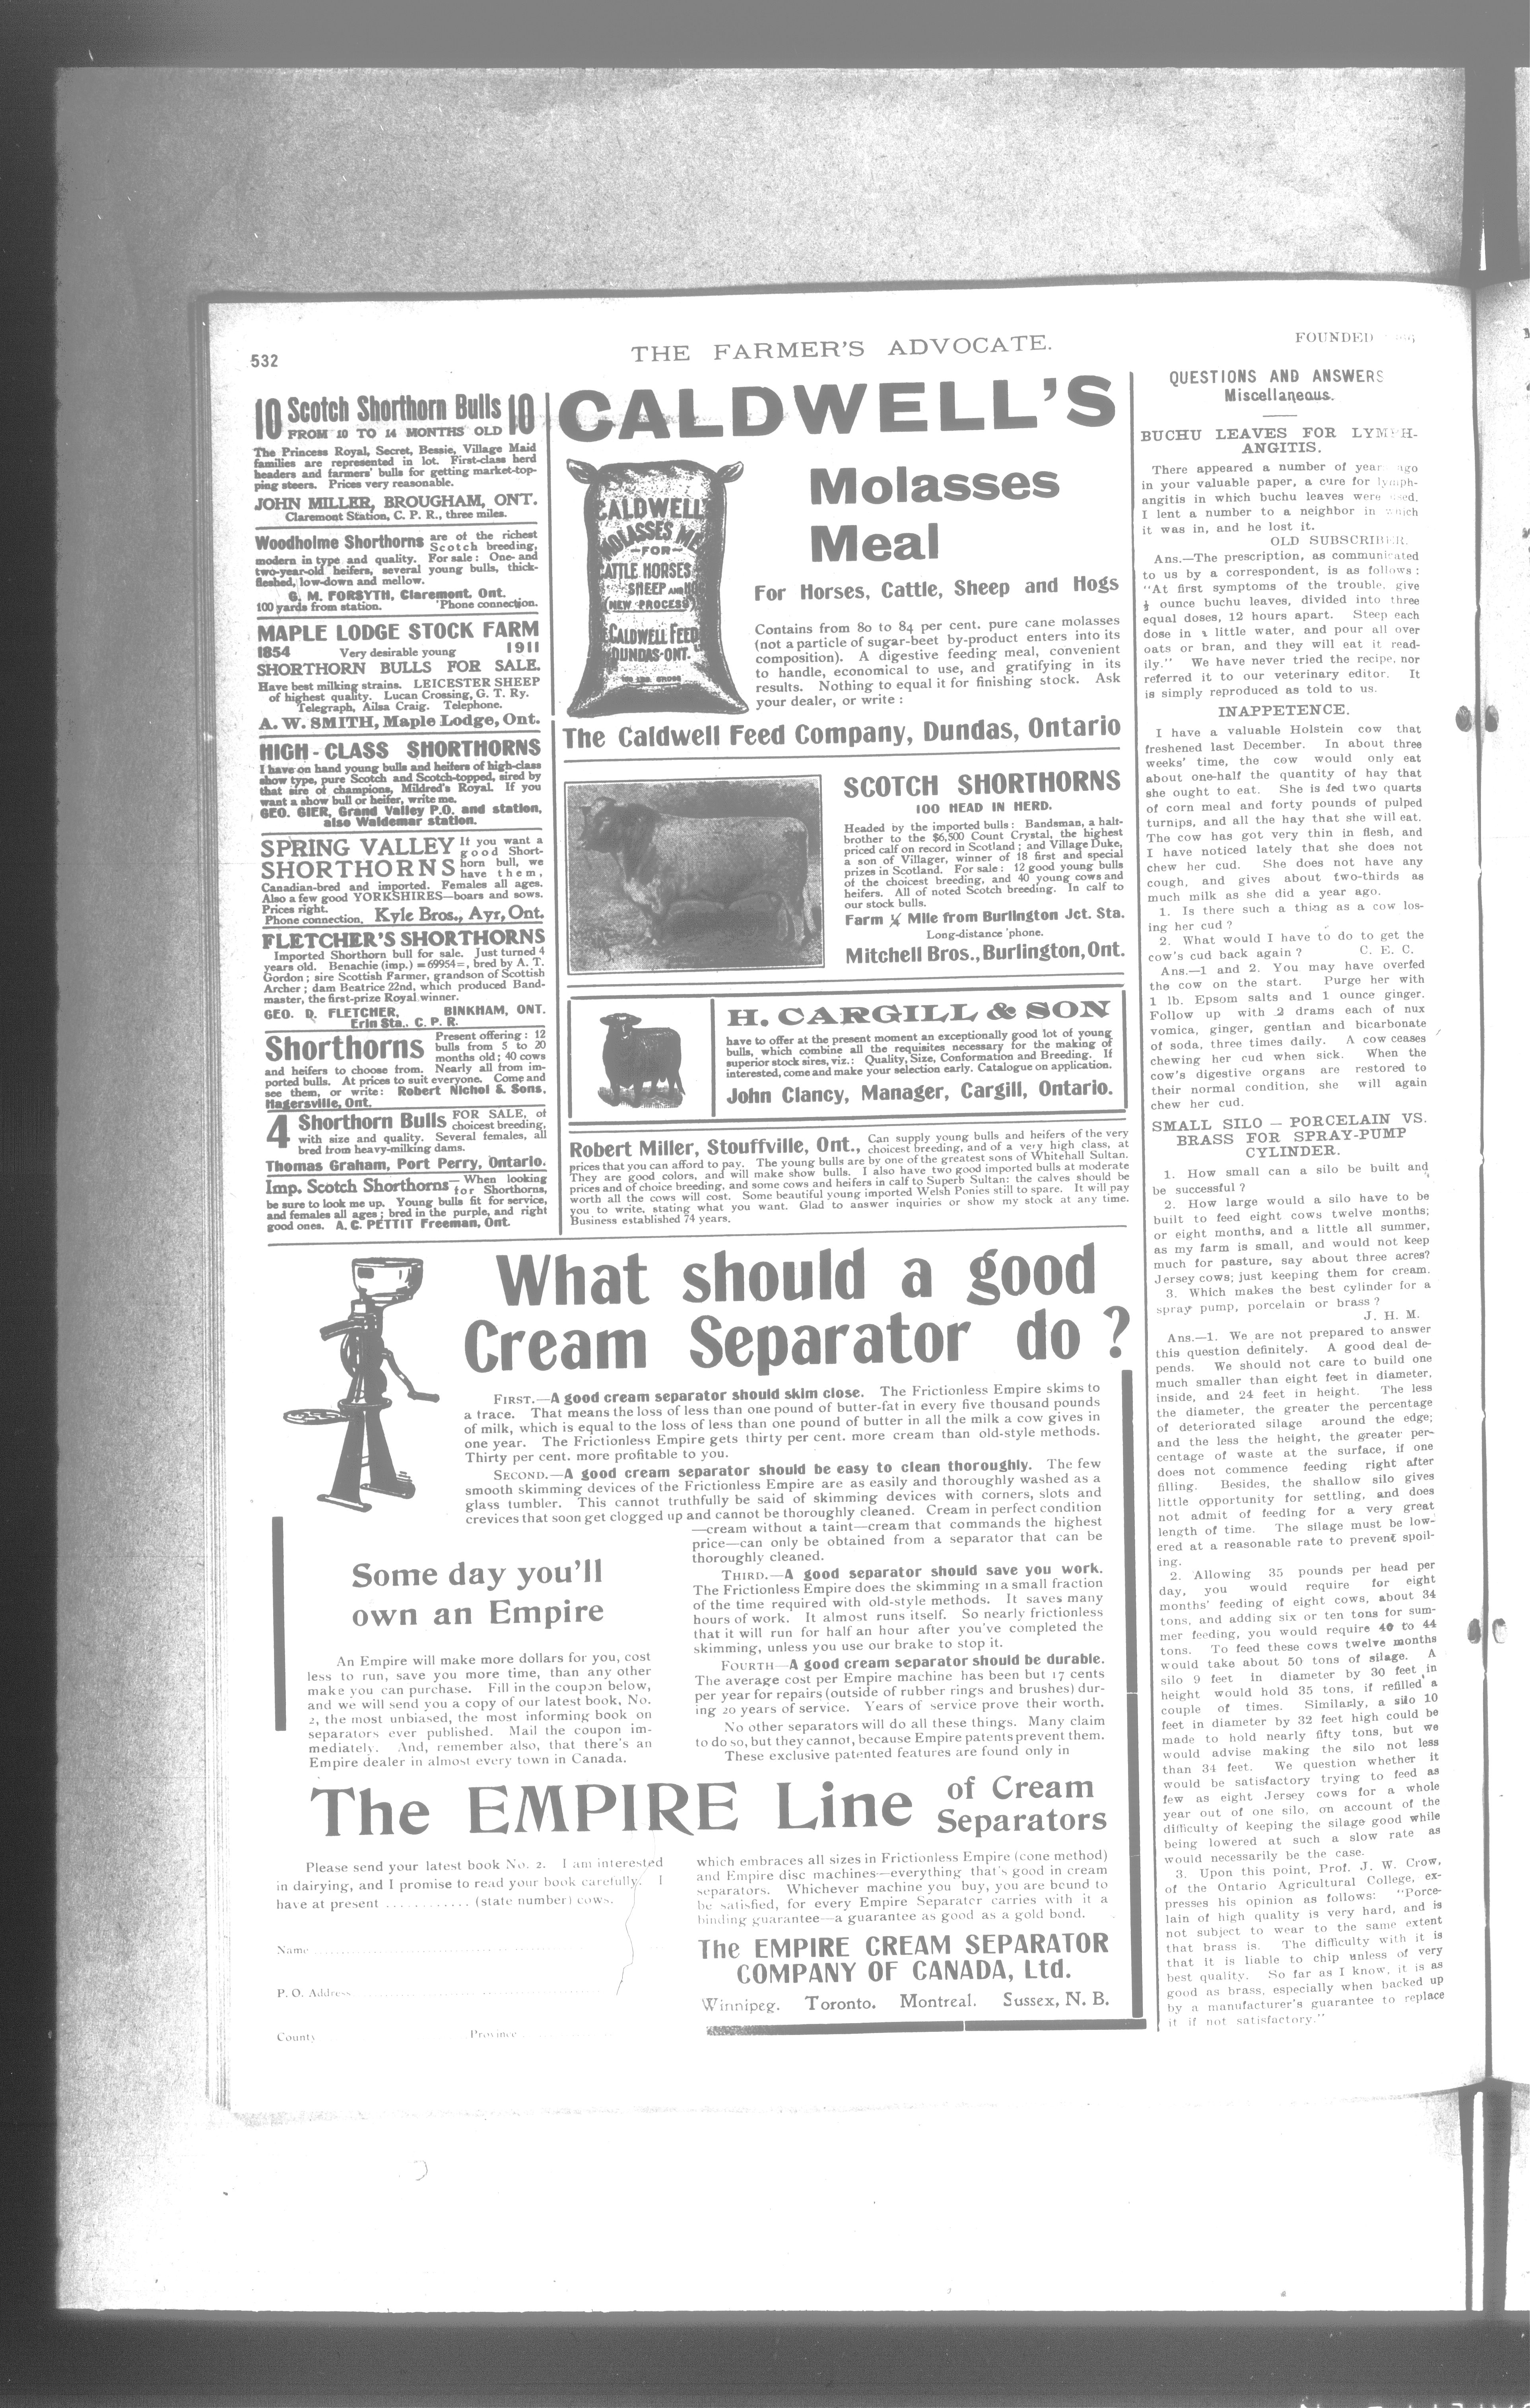 532
THE FARMER'S ADVOCATE.
FOUNDED
10 Scotch Shorthorn Bulls 10
FROM 10 TO 14 MONTHS OLD
The Princess Royal, Secret, Bessie, Village Maid
families are represented in lot. First-class herd
headers and farmers' bulls for getting market-top-
ping steers. Prices very reasonable.
JOHN MILLER, BROUGHAM, ONT.
Claremont Station, C. P. R., three miles.
Woodholme Shorthorns are of the richest
Scotch breeding,
modern in type and quality. For sale: One- and
two-year-old heifers, several young bulls, thick-
fleshed, low-down and mellow.
G. M. FORSYTH, Claremont, Ont.
100 yards from station. 'Phone connection.
MAPLE LODGE STOCK FARM
1854 Very desirable young 1911
SHORTHORN BULLS FOR SALE.
Have best milking strains. LEICESTER SHEEP
of highest quality. Lucan Crossing, G. T. Ry.
Telegraph, Ailsa Craig. Telephone.
A. W. SMITH, Maple Lodge, Ont.
HIGH-CLASS SHORTHORNS
I have on hand young bulls and heifers of high-class
show type, pure Scotch and Scotch-topped, sired by
that sire of champions, Mildred's Royal. If you
want a show bull or heifer, write me.
GEO. GIER, Grand Valley P.O. and station,
also Waldemar station.
SPRING VALLEY If you want a
good Short-
SHORTHORNS horn bull, we
have them.
Canadian-bred and imported. Females all ages.
Also a few good YORKSHIRES—boars and sows.
Prices right.
Phone connection. Kyle Bros., Ayr, Ont.
FLETCHER'S SHORTHORNS
Imported Shorthorn bull for sale. Just turned 4
years old. Benachie (imp.) =69954=, bred by A. T.
Gordon; sire Scottish Farmer, grandson of Scottish
Archer; dam Beatrice 22nd, which produced Band-
master, the first-prize Royal winner.
GEO. D. FLETCHER, BINKHAM, ONT.
Erin Sta., C. P. R.
Shorthorns Present offering: 12
bulls from 5 to 20
months old; 40 cows
and heifers to choose from. Nearly all from im-
ported bulls. At prices to suit everyone. Come and
see them, or write: Robert Nichol & Sons,
Hagersville, Ont.
4 Shorthorn Bulls FOR SALE, of
choicest breeding,
with size and quality. Several females, all
bred from heavy-milking dams.
Thomas Graham, Port Perry, Ontario.
Imp. Scotch Shorthorns—When looking
for Shorthorns,
be sure to look me up. Young bulls fit for service,
and females all ages; bred in the purple, and right
good ones. A. C. PETTIT Freeman, Ont.
CALDWELL'S
Molasses
Meal
CALDWELL
MOLASSES ME
—FOR—
CATTLE HORSES
SHEEP AND HO
(NEW PROCESS)
CALDWELL FEED
DUNDAS-ONT.
100 LBS. GROSS
For Horses, Cattle, Sheep and Hogs
Contains from 80 to 84 per cent. pure cane molasses
(not a particle of sugar-beet by-product enters into its
composition). A digestive feeding meal, convenient
to handle, economical to use, and gratifying in its
results. Nothing to equal it for finishing stock. Ask
your dealer, or write:
The Caldwell Feed Company, Dundas, Ontario
SCOTCH SHORTHORNS
100 HEAD IN HERD.
Headed by the imported bulls: Bandsman, a half-
brother to the $6,500 Count Crystal, the highest
priced calf on record in Scotland; and Village Duke,
a son of Villager, winner of 18 first and special
prizes in Scotland. For sale: 12 good young bulls
of the choicest breeding, and 40 young cows and
heifers. All of noted Scotch breeding. In calf to
our stock bulls.
Farm ¼ Mile from Burlington Jct. Sta.
Long-distance 'phone.
Mitchell Bros., Burlington, Ont.
H. CARGILL & SON
have to offer at the present moment an exceptionally good lot of young
bulls, which combine all the requisites necessary for the making of
superior stock sires, viz.: Quality, Size, Conformation and Breeding. If
interested, come and make your selection early. Catalogue on application.
John Clancy, Manager, Cargill, Ontario.
Robert Miller, Stouffville, Ont., Can supply young bulls and heifers of the very
choicest breeding, and of a very high class, at
prices that you can afford to pay. The young bulls are by one of the greatest sons of Whitehall Sultan.
They are good colors, and will make show bulls. I also have two good imported bulls at moderate
prices and of choice breeding, and some cows and heifers in calf to Superb Sultan: the calves should be
worth all the cows will cost. Some beautiful young imported Welsh Ponies still to spare. It will pay
you to write, stating what you want. Glad to answer inquiries or show my stock at any time.
Business established 74 years.
What should a good
Cream Separator do?
FIRST.—A good cream separator should skim close. The Frictionless Empire skims to
a trace. That means the loss of less than one pound of butter-fat in every five thousand pounds
of milk, which is equal to the loss of less than one pound of butter in all the milk a cow gives in
one year. The Frictionless Empire gets thirty per cent. more cream than old-style methods.
Thirty per cent. more profitable to you.
SECOND.—A good cream separator should be easy to clean thoroughly. The few
smooth skimming devices of the Frictionless Empire are as easily and thoroughly washed as a
glass tumbler. This cannot truthfully be said of skimming devices with corners, slots and
crevices that soon get clogged up and cannot be thoroughly cleaned. Cream in perfect condition
—cream without a taint—cream that commands the highest
price—can only be obtained from a separator that can be
thoroughly cleaned.
THIRD.—A good separator should save you work.
The Frictionless Empire does the skimming in a small fraction
of the time required with old-style methods. It saves many
hours of work. It almost runs itself. So nearly frictionless
that it will run for half an hour after you've completed the
skimming, unless you use our brake to stop it.
FOURTH—A good cream separator should be durable.
The average cost per Empire machine has been but 17 cents
per year for repairs (outside of rubber rings and brushes) dur-
ing 20 years of service. Years of service prove their worth.
No other separators will do all these things. Many claim
to do so, but they cannot, because Empire patents prevent them.
These exclusive patented features are found only in
Some day you'll
own an Empire
An Empire will make more dollars for you, cost
less to run, save you more time, than any other
make you can purchase. Fill in the coupon below,
and we will send you a copy of our latest book, No.
2, the most unbiased, the most informing book on
separators ever published. Mail the coupon im-
mediately. And, remember also, that there's an
Empire dealer in almost every town in Canada.
The EMPIRE Line of Cream
Separators
Please send your latest book No. 2. I am interested
in dairying, and I promise to read your book carefully. I
have at present ............ (state number) cows.
Name
P. O. Address
County Province
which embraces all sizes in Frictionless Empire (cone method)
and Empire disc machines—everything that's good in cream
separators. Whichever machine you buy, you are bound to
be satisfied, for every Empire Separater carries with it a
binding guarantee—a guarantee as good as a gold bond.
The EMPIRE CREAM SEPARATOR
COMPANY OF CANADA, Ltd.
Winnipeg. Toronto. Montreal. Sussex, N. B.
QUESTIONS AND ANSWERS
Miscellaneous.
BUCHU LEAVES FOR LYMPH-
ANGITIS.
There appeared a number of years ago
in your valuable paper, a cure for lymph-
angitis in which buchu leaves were used.
I lent a number to a neighbor in which
it was in, and he lost it.
OLD SUBSCRIBER.
Ans.—The prescription, as communicated
to us by a correspondent, is as follows:
"At first symptoms of the trouble, give
½ ounce buchu leaves, divided into three
equal doses, 12 hours apart. Steep each
dose in a little water, and pour all over
oats or bran, and they will eat it read-
ily." We have never tried the recipe, nor
referred it to our veterinary editor. It
is simply reproduced as told to us.
INAPPETENCE.
I have a valuable Holstein cow that
freshened last December. In about three
weeks' time, the cow would only eat
about one-half the quantity of hay that
she ought to eat. She is fed two quarts
of corn meal and forty pounds of pulped
turnips, and all the hay that she will eat.
The cow has got very thin in flesh, and
I have noticed lately that she does not
chew her cud. She does not have any
cough, and gives about two-thirds as
much milk as she did a year ago.
1. Is there such a thing as a cow los-
ing her cud?
2. What would I have to do to get the
cow's cud back again? C. E. C.
Ans.—1 and 2. You may have overfed
the cow on the start. Purge her with
1 lb. Epsom salts and 1 ounce ginger.
Follow up with 2 drams each of nux
vomica, ginger, gentian and bicarbonate
of soda, three times daily. A cow ceases
chewing her cud when sick. When the
cow's digestive organs are restored to
their normal condition, she will again
chew her cud.
SMALL SILO — PORCELAIN VS.
BRASS FOR SPRAY-PUMP
CYLINDER.
1. How small can a silo be built and
be successful?
2. How large would a silo have to be
built to feed eight cows twelve months;
or eight months, and a little all summer,
as my farm is small, and would not keep
much for pasture, say about three acres?
Jersey cows; just keeping them for cream.
3. Which makes the best cylinder for a
spray pump, porcelain or brass?
J. H. M.
Ans.—1. We are not prepared to answer
this question definitely. A good deal de-
pends. We should not care to build one
much smaller than eight feet in diameter,
inside, and 24 feet in height. The less
the diameter, the greater the percentage
of deteriorated silage around the edge;
and the less the height, the greater per-
centage of waste at the surface, if one
does not commence feeding right after
filling. Besides, the shallow silo gives
little opportunity for settling, and does
not admit of feeding for a very great
length of time. The silage must be low-
ered at a reasonable rate to prevent spoil-
ing.
2. Allowing 35 pounds per head per
day, you would require for eight
months' feeding of eight cows, about 34
tons, and adding six or ten tons for sum-
mer feeding, you would require 40 to 44
tons. To feed these cows twelve months
would take about 50 tons of silage. A
silo 9 feet in diameter by 30 feet in
height would hold 35 tons, if refilled a
couple of times. Similarly, a silo 10
feet in diameter by 32 feet high could be
made to hold nearly fifty tons, but we
would advise making the silo not less
than 34 feet. We question whether it
would be satisfactory trying to feed as
few as eight Jersey cows for a whole
year out of one silo, on account of the
difficulty of keeping the silage good while
being lowered at such a slow rate as
would necessarily be the case.
3. Upon this point, Prof. J. W. Crow,
of the Ontario Agricultural College, ex-
presses his opinion as follows: "Porce-
lain of high quality is very hard, and is
not subject to wear to the same extent
that brass is. The difficulty with it is
that it is liable to chip unless of very
best quality. So far as I know, it is as
good as brass, especially when backed up
by a manufacturer's guarantee to replace
it if not satisfactory."